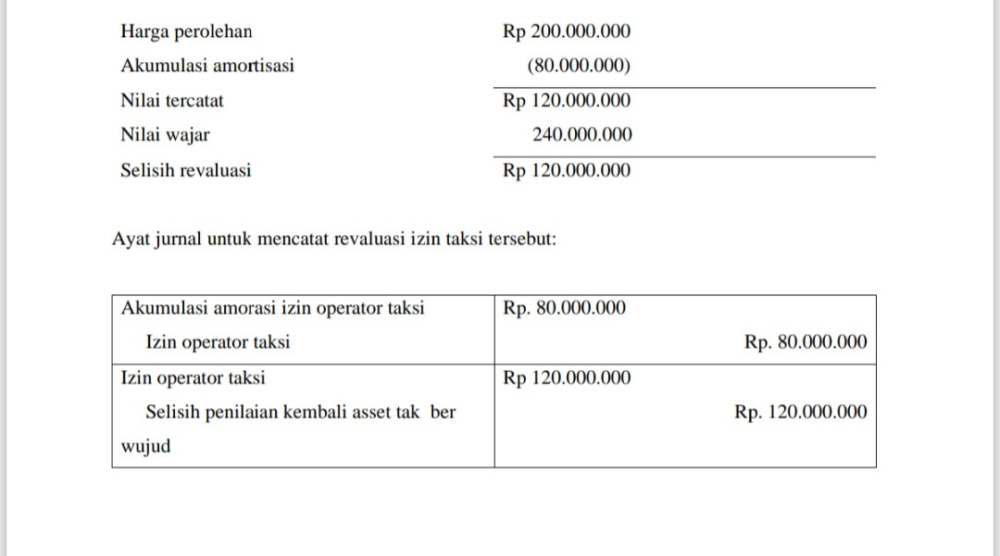 Harga perolehan Rp 200.000.000
Akumulasi amortisasi (80.000.000)
Nilai tercatat Rp 120.000.000
Nilai wajar 240.000.000
Selisih revaluasi Rp 120.000.000
Ayat jurnal untuk mencatat revaluasi izin taksi tersebut:
Akumulasi amorasi izin operator taksi Rp. 80.000.000
Izin operator taksi Rp. 80.000.000
Izin operator taksi Rp 120.000.000
Selisih penilaian kembali asset tak ber Rp. 120.000.000
wujud